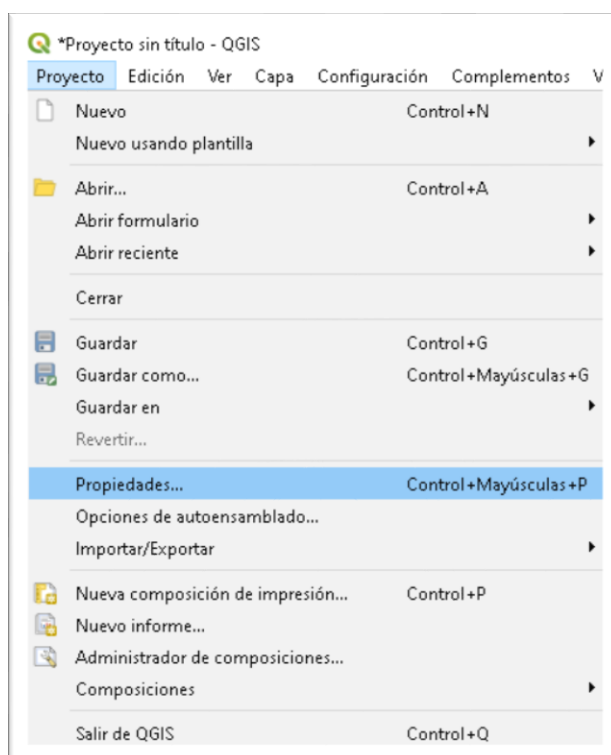 *Proyecto sin título - QGIS
Proyecto Edición Ver Capa Configuración Complementos V
Nuevo Control+N
Nuevo usando plantilla
Abrir... Control+A
Abrir formulario
Abrir reciente
Cerrar
Guardar Control+G
Guardar como... Control+Mayúsculas+G
Guardar en
Revertir...
Propiedades... Control+Mayúsculas+P
Opciones de autoensamblado...
Importar/Exportar
Nueva composición de impresión... Control+P
Nuevo informe...
Administrador de composiciones...
Composiciones
Salir de QGIS Control+Q